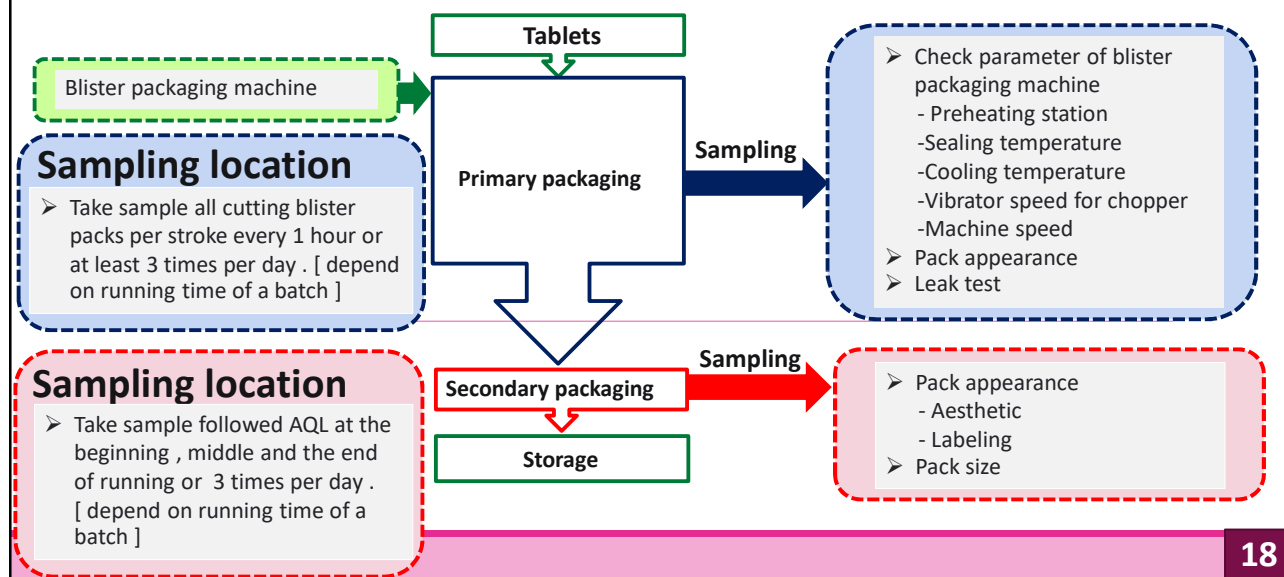 Tablets
Blister packaging machine
Sampling location
➢ Take sample all cutting blister
packs per stroke every 1 hour or
at least 3 times per day . [ depend
on running time of a batch ]
Primary packaging
Sampling
➢ Check parameter of blister
packaging machine
- Preheating station
-Sealing temperature
-Cooling temperature
-Vibrator speed for chopper
-Machine speed
➢ Pack appearance
➢ Leak test
Sampling location
➢ Take sample followed AQL at the
beginning , middle and the end
of running or 3 times per day .
[ depend on running time of a
batch ]
Secondary packaging
Sampling
➢ Pack appearance
- Aesthetic
- Labeling
➢ Pack size
Storage
18